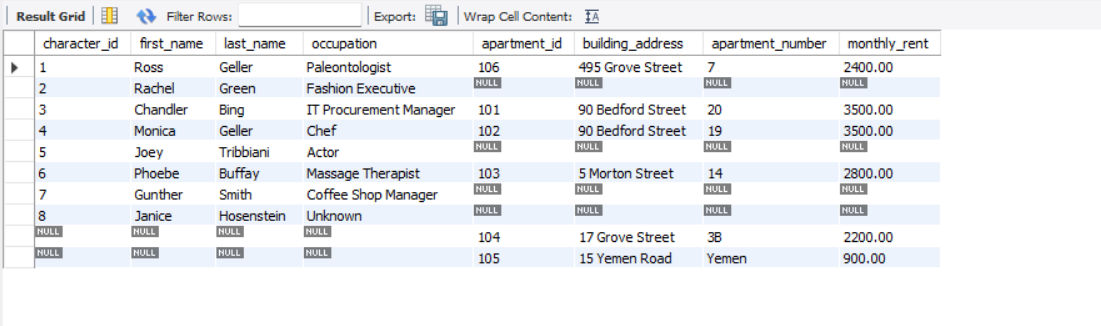 Result Grid Filter Rows: Export: Wrap Cell Content: IA
character_id first_name last_name occupation apartment_id building_address apartment_number monthly_rent
1 Ross Geller Paleontologist 106 495 Grove Street 7 2400.00
2 Rachel Green Fashion Executive NULL NULL NULL NULL
3 Chandler Bing IT Procurement Manager 101 90 Bedford Street 20 3500.00
4 Monica Geller Chef 102 90 Bedford Street 19 3500.00
5 Joey Tribbiani Actor NULL NULL NULL NULL
6 Phoebe Buffay Massage Therapist 103 5 Morton Street 14 2800.00
7 Gunther Smith Coffee Shop Manager NULL NULL NULL NULL
8 Janice Hosenstein Unknown NULL NULL NULL NULL
NULL NULL NULL NULL 104 17 Grove Street 3B 2200.00
NULL NULL NULL NULL 105 15 Yemen Road Yemen 900.00